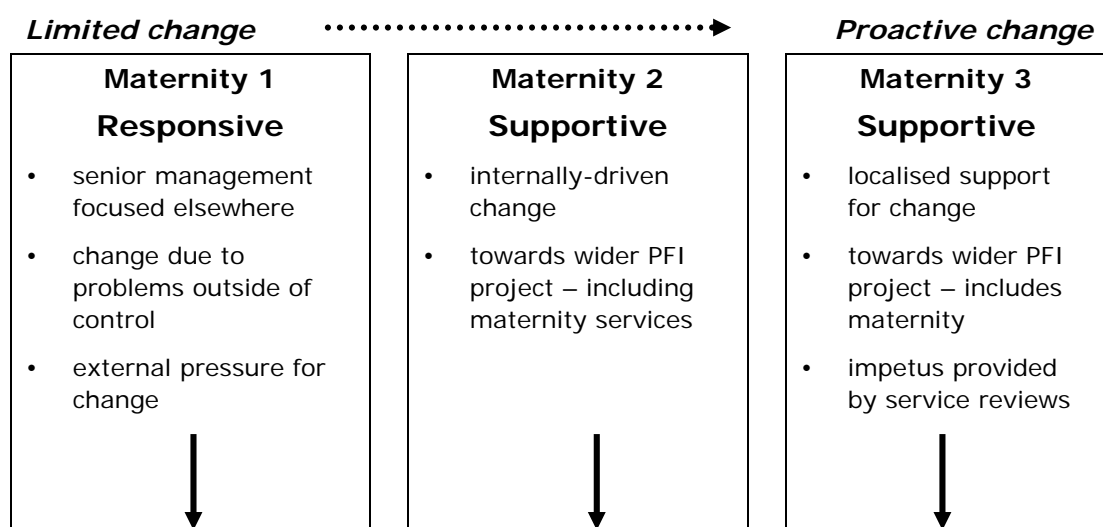 Limited change
Proactive change
Maternity 1
Responsive
• senior management
focused elsewhere
• change due to
problems outside of
control
• external pressure for
change
Maternity 2
Supportive
• internally-driven
change
• towards wider PFI
project – including
maternity services
Maternity 3
Supportive
• localised support
for change
• towards wider PFI
project – includes
maternity
• impetus provided
by service reviews